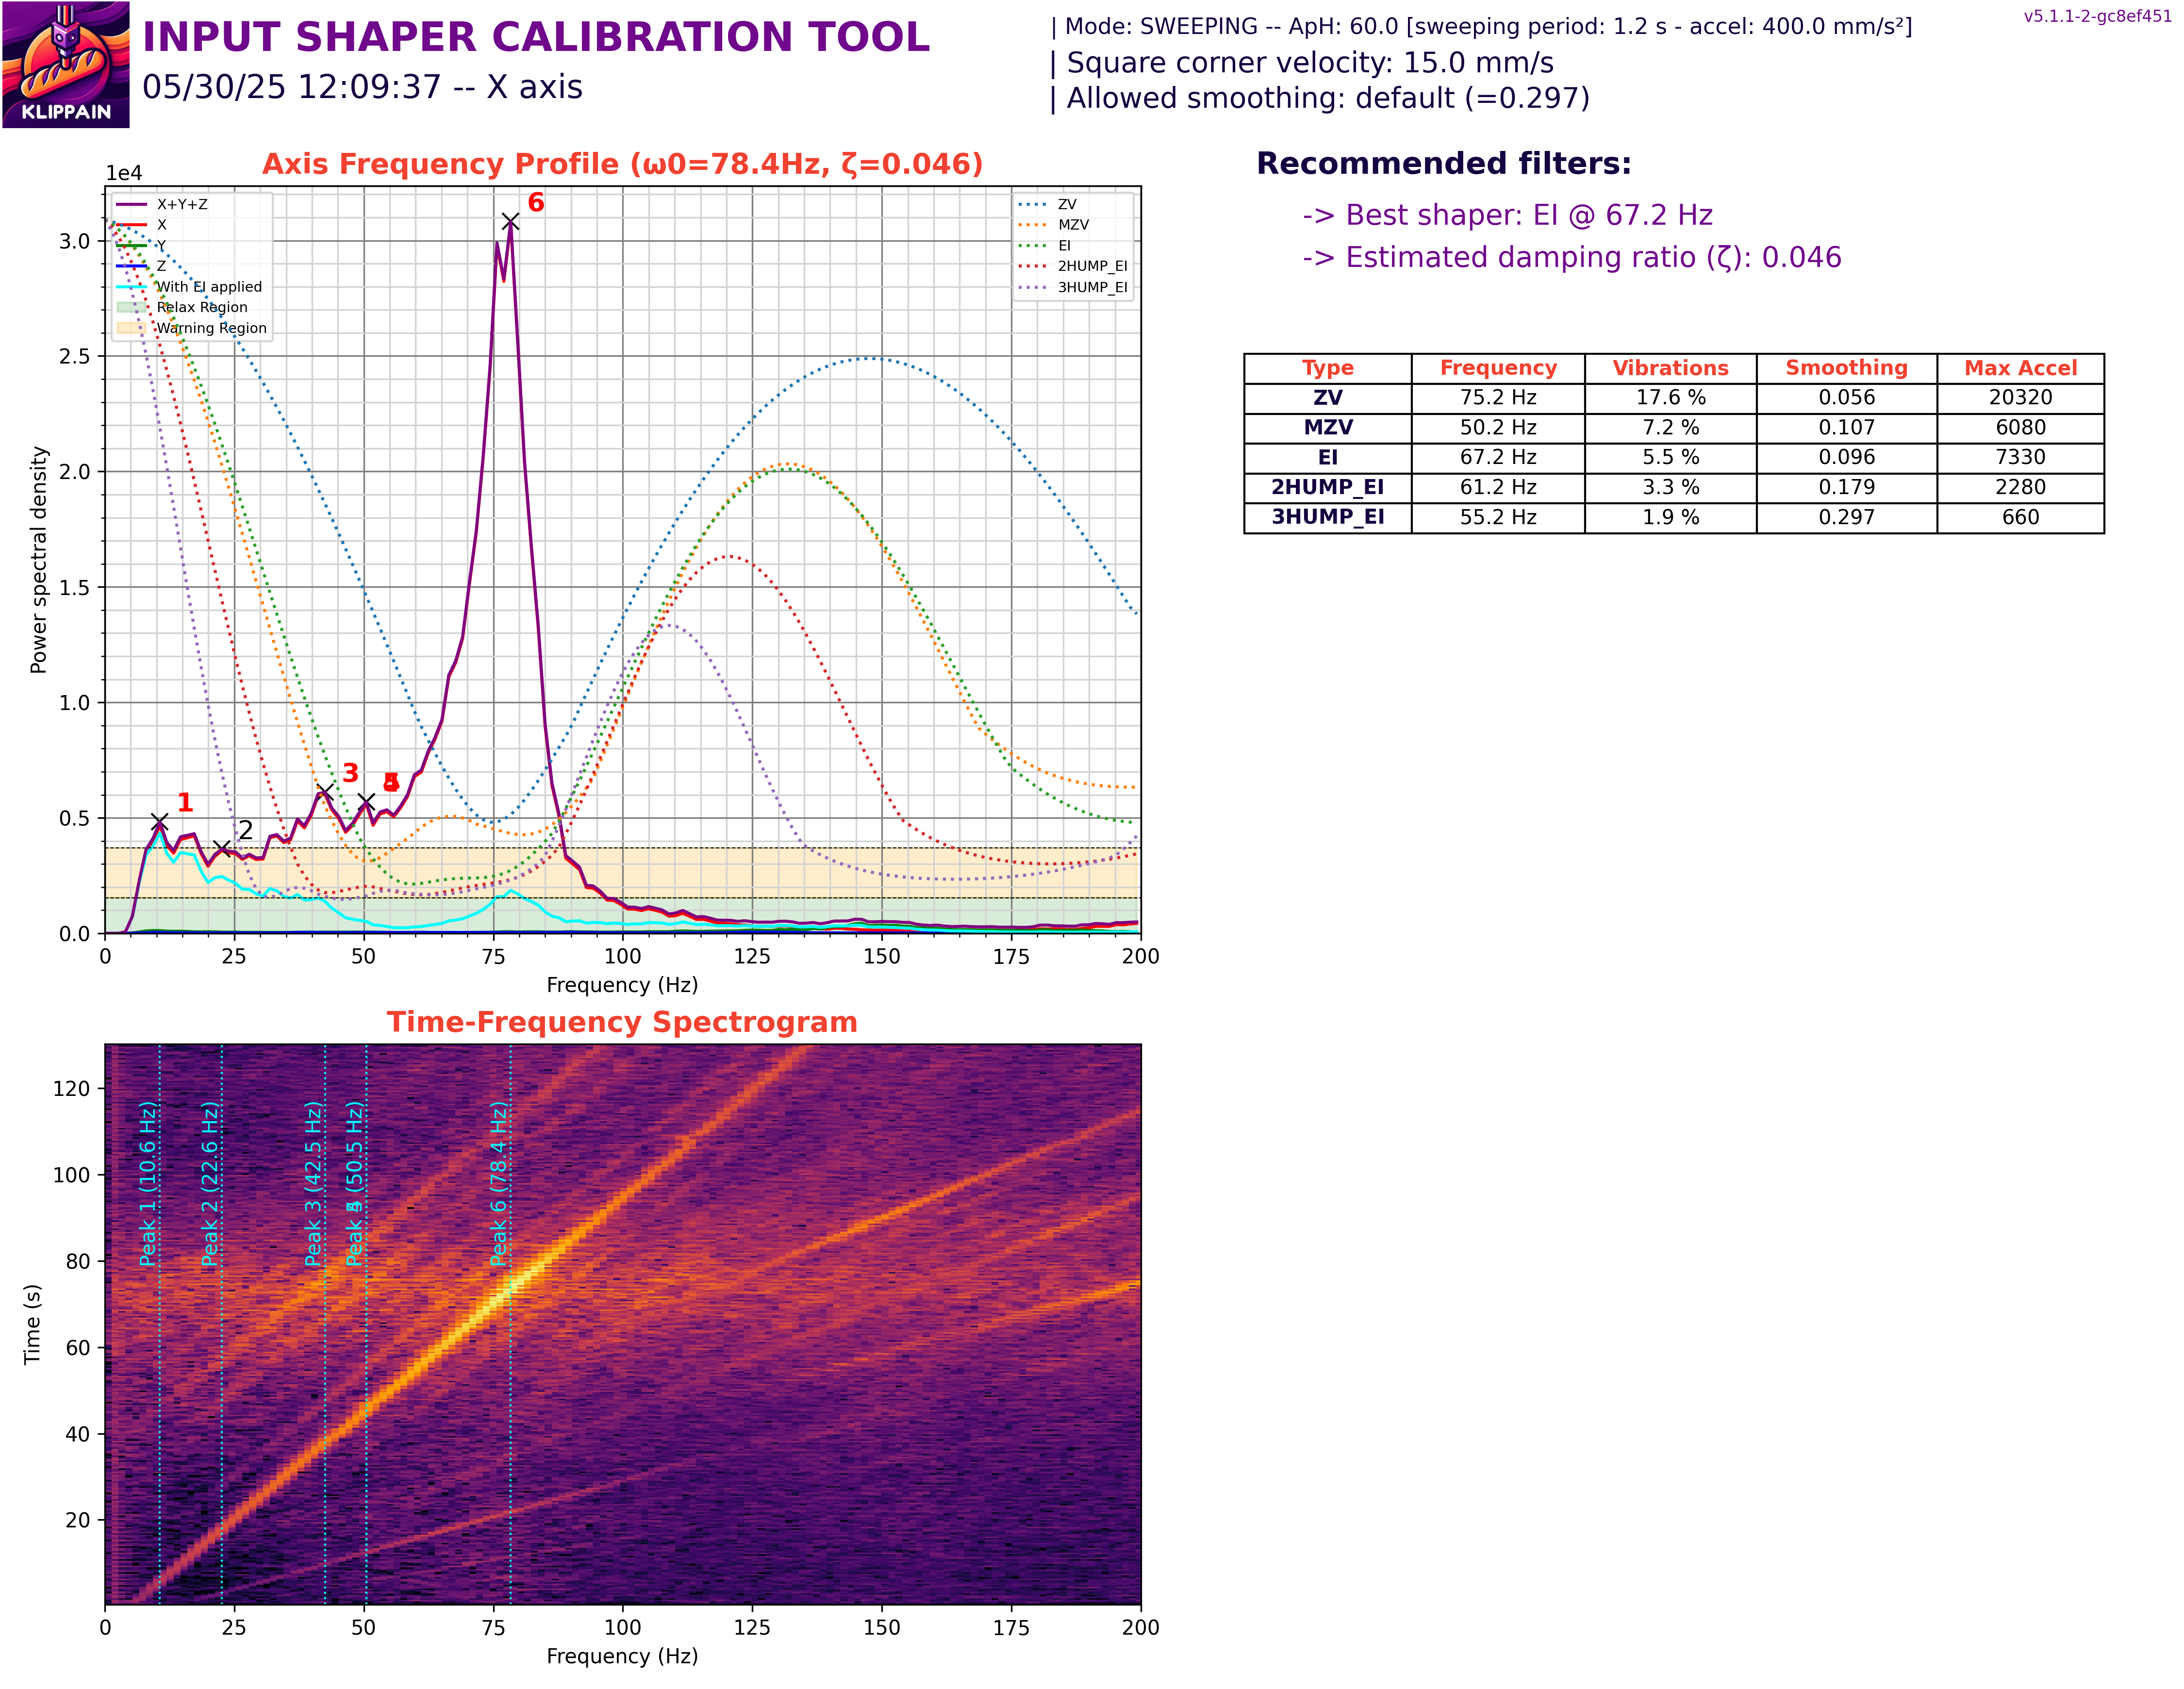 KLIPPAIN
INPUT SHAPER CALIBRATION TOOL
05/30/25 12:09:37 -- X axis
| Mode: SWEEPING -- ApH: 60.0 [sweeping period: 1.2 s - accel: 400.0 mm/s²]
| Square corner velocity: 15.0 mm/s
| Allowed smoothing: default (=0.297)
v5.1.1-2-gc8ef451
Axis Frequency Profile (ω0=78.4Hz, ζ=0.046)
1e4
X+Y+Z
X
Y
Z
With EI applied
Relax Region
Warning Region
ZV
MZV
EI
2HUMP_EI
3HUMP_EI
1
2
3
6
Power spectral density
3.0
2.5
2.0
1.5
1.0
0.5
0.0
0 25 50 75 100 125 150 175 200
Frequency (Hz)
Recommended filters:
-> Best shaper: EI @ 67.2 Hz
-> Estimated damping ratio (ζ): 0.046
Type Frequency Vibrations Smoothing Max Accel
ZV 75.2 Hz 17.6 % 0.056 20320
MZV 50.2 Hz 7.2 % 0.107 6080
EI 67.2 Hz 5.5 % 0.096 7330
2HUMP_EI 61.2 Hz 3.3 % 0.179 2280
3HUMP_EI 55.2 Hz 1.9 % 0.297 660
Time-Frequency Spectrogram
Time (s)
120
100
80
60
40
20
Peak 1 (10.6 Hz)
Peak 2 (22.6 Hz)
Peak 3 (42.5 Hz)
Peak (50.5 Hz)
Peak 6 (78.4 Hz)
0 25 50 75 100 125 150 175 200
Frequency (Hz)